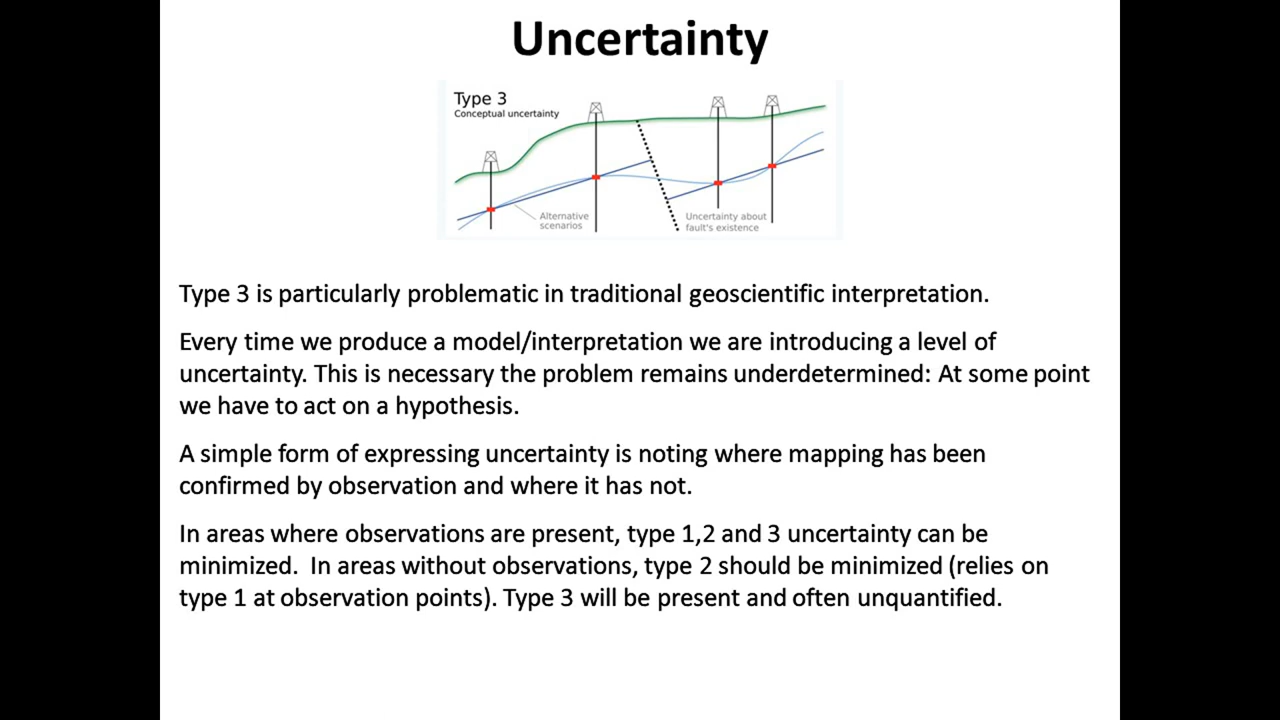 Uncertainty
Type 3
Conceptual uncertainty
Alternative
scenarios
Uncertainty about
fault's existence
Type 3 is particularly problematic in traditional geoscientific interpretation.
Every time we produce a model/interpretation we are introducing a level of
uncertainty. This is necessary the problem remains underdetermined: At some point
we have to act on a hypothesis.
A simple form of expressing uncertainty is noting where mapping has been
confirmed by observation and where it has not.
In areas where observations are present, type 1,2 and 3 uncertainty can be
minimized.  In areas without observations, type 2 should be minimized (relies on
type 1 at observation points). Type 3 will be present and often unquantified.